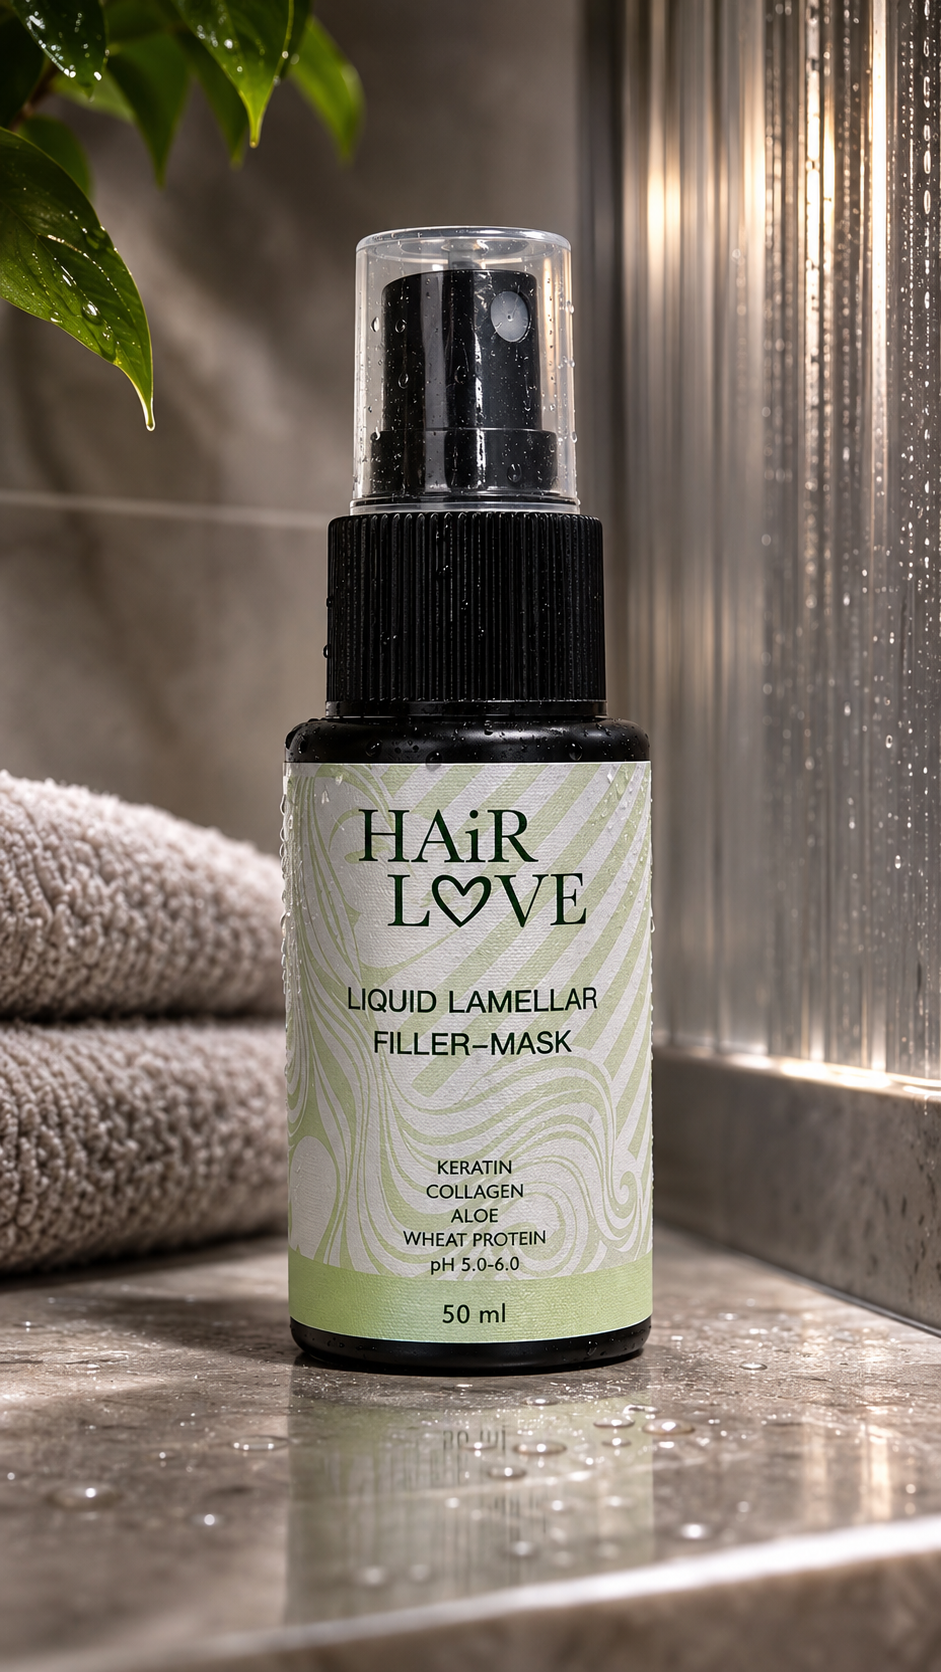 HAiR
LOVE
LIQUID LAMELLAR
FILLER-MASK
KERATIN
COLLAGEN
ALOE
WHEAT PROTEIN
pH 5.0-6.0
50 ml